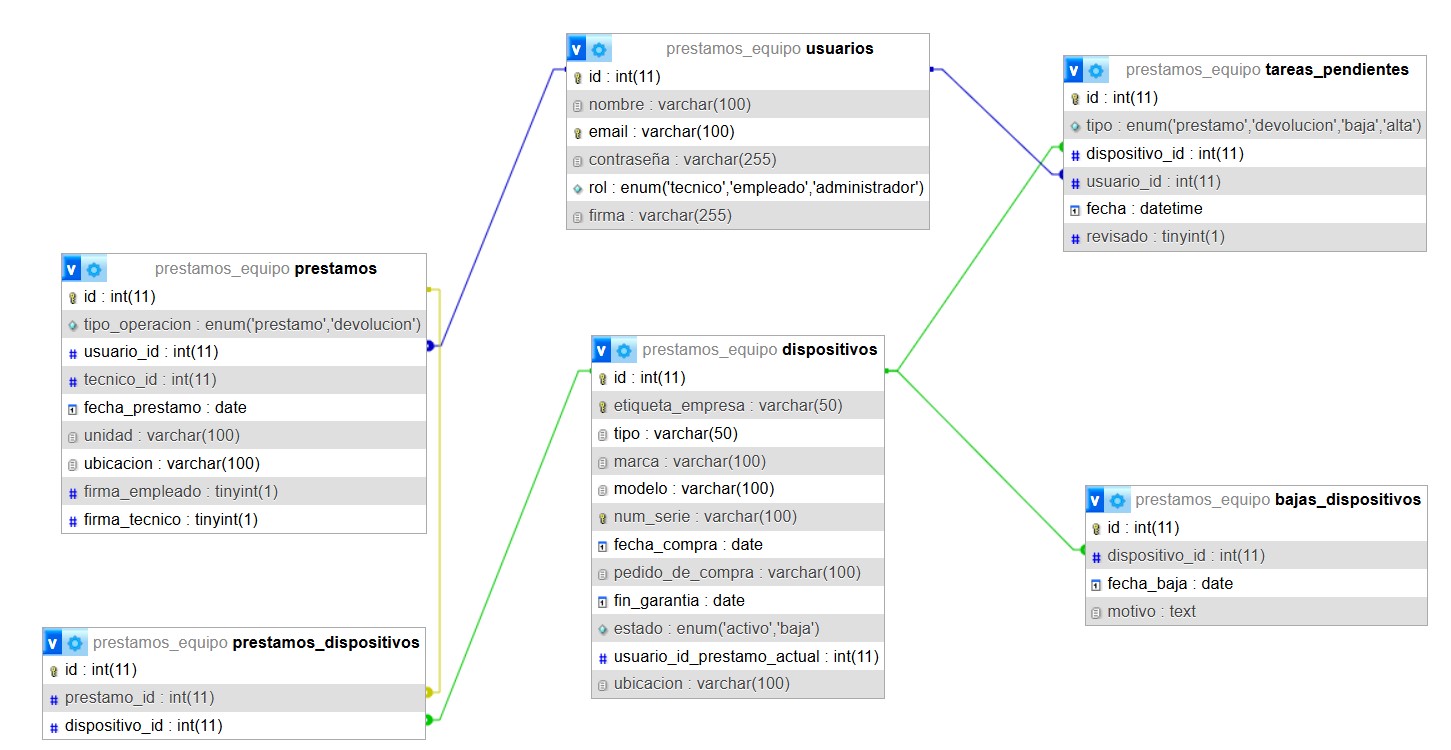 V prestamos_equipo usuarios
id : int(11)
nombre : varchar(100)
email : varchar(100)
contraseña : varchar(255)
rol : enum('tecnico','empleado','administrador')
firma : varchar(255)
V prestamos_equipo tareas_pendientes
id : int(11)
tipo : enum('prestamo','devolucion','baja','alta')
# dispositivo_id : int(11)
# usuario_id : int(11)
fecha : datetime
# revisado : tinyint(1)
V prestamos_equipo prestamos
id : int(11)
tipo_operacion : enum('prestamo','devolucion')
# usuario_id : int(11)
# tecnico_id : int(11)
fecha_prestamo : date
unidad : varchar(100)
ubicacion : varchar(100)
# firma_empleado : tinyint(1)
# firma_tecnico : tinyint(1)
V prestamos_equipo dispositivos
id : int(11)
etiqueta_empresa : varchar(50)
tipo : varchar(50)
marca : varchar(100)
modelo : varchar(100)
num_serie : varchar(100)
fecha_compra : date
pedido_de_compra : varchar(100)
fin_garantia : date
estado : enum('activo','baja')
# usuario_id_prestamo_actual : int(11)
ubicacion : varchar(100)
V prestamos_equipo bajas_dispositivos
id : int(11)
# dispositivo_id : int(11)
fecha_baja : date
motivo : text
V prestamos_equipo prestamos_dispositivos
id : int(11)
# prestamo_id : int(11)
# dispositivo_id : int(11)